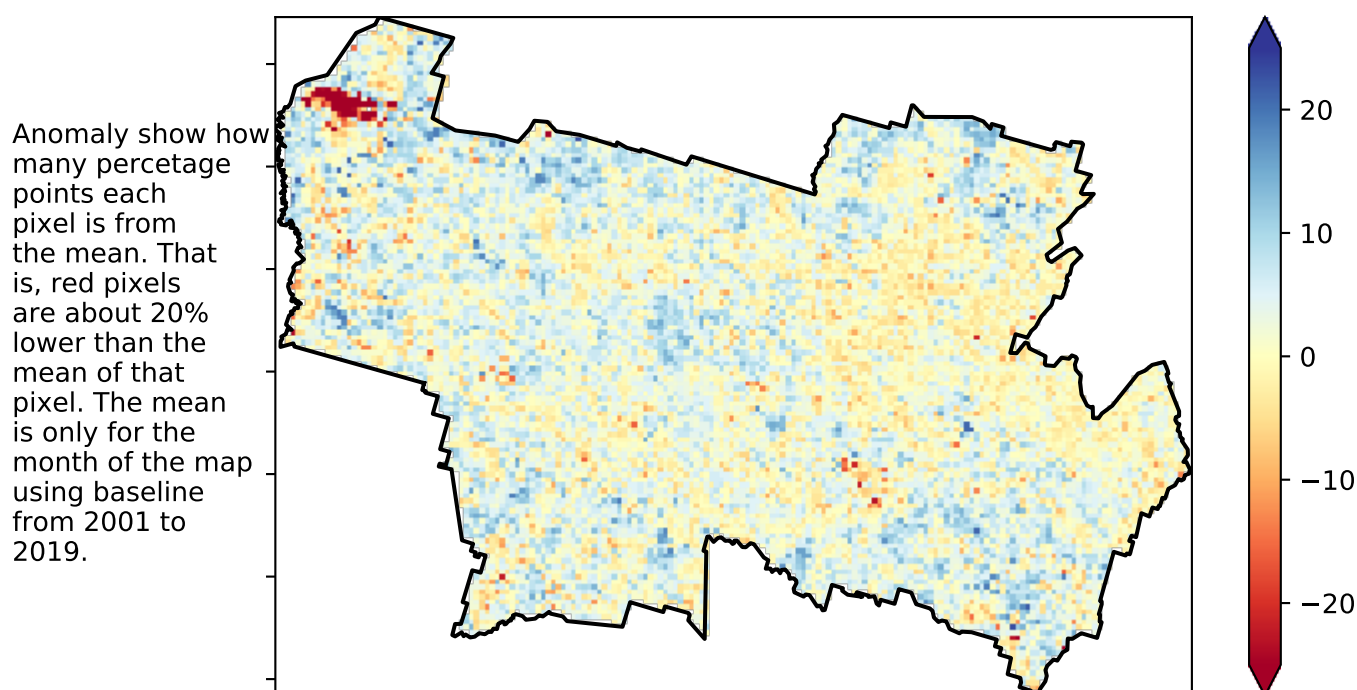 Anomaly show how
many percetage
points each
pixel is from
the mean. That
is, red pixels
are about 20%
lower than the
mean of that
pixel. The mean
is only for the
month of the map
using baseline
from 2001 to
2019.
20
10
0
−10
−20